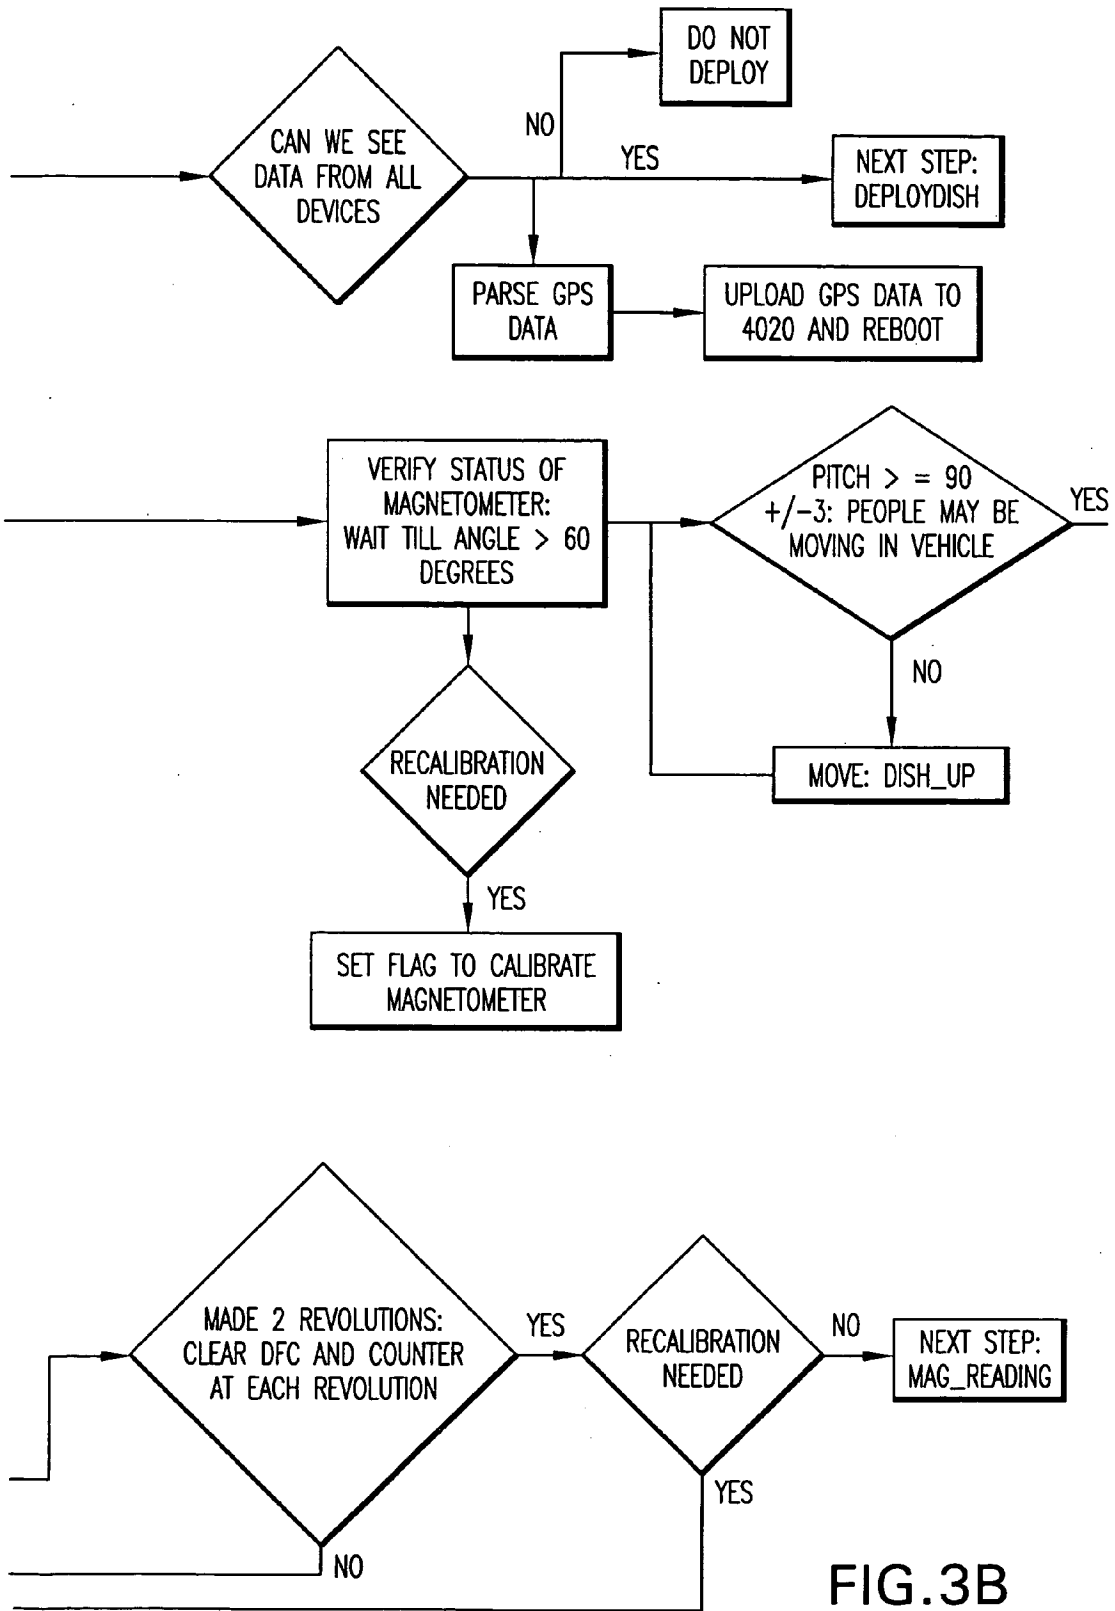 DO NOT
DEPLOY
CAN WE SEE
DATA FROM ALL
DEVICES
NO
YES
NEXT STEP:
DEPLOYDISH
PARSE GPS
DATA
UPLOAD GPS DATA TO
4020 AND REBOOT
VERIFY STATUS OF
MAGNETOMETER:
WAIT TILL ANGLE > 60
DEGREES
PITCH > = 90
+/-3: PEOPLE MAY BE
MOVING IN VEHICLE
YES
NO
MOVE: DISH_UP
RECALIBRATION
NEEDED
YES
SET FLAG TO CALIBRATE
MAGNETOMETER
MADE 2 REVOLUTIONS:
CLEAR DFC AND COUNTER
AT EACH REVOLUTION
YES
NO
RECALIBRATION
NEEDED
NO
YES
NEXT STEP:
MAG_READING
FIG.3B